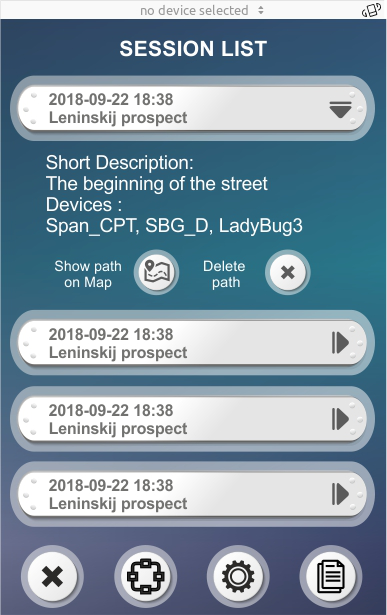 no device selected
SESSION LIST
2018-09-22 18:38
Leninskij prospect
Short Description:
The beginning of the street
Devices :
Span_CPT, SBG_D, LadyBug3
Show path
on Map
Delete
path
2018-09-22 18:38
Leninskij prospect
2018-09-22 18:38
Leninskij prospect
2018-09-22 18:38
Leninskij prospect